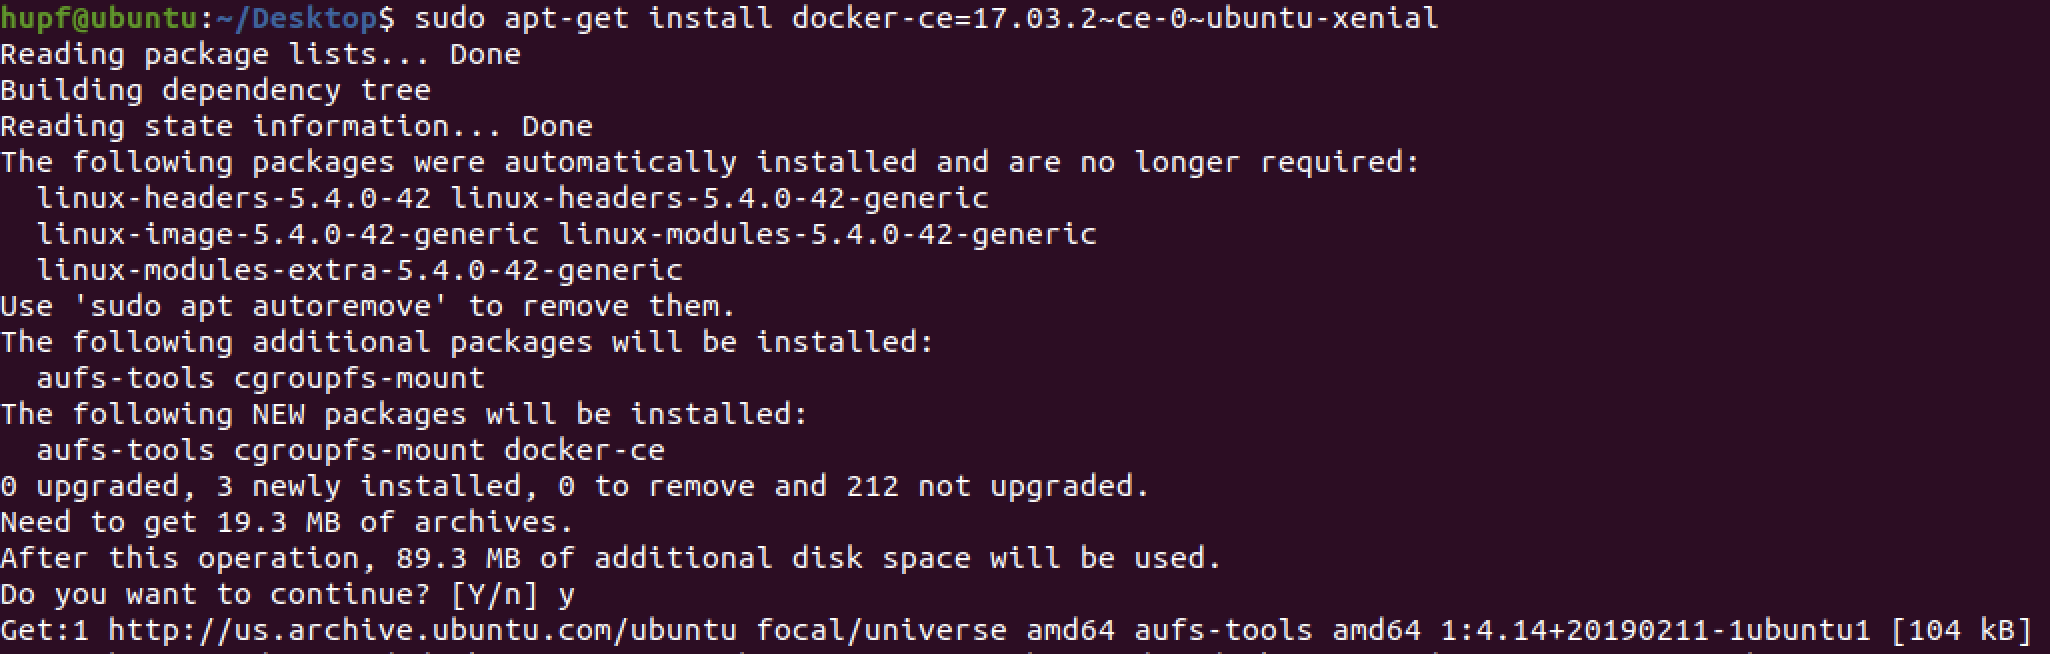 hupf@ubuntu:~/Desktop$ sudo apt-get install docker-ce=17.03.2~ce-0~ubuntu-xenial
Reading package lists... Done
Building dependency tree
Reading state information... Done
The following packages were automatically installed and are no longer required:
  linux-headers-5.4.0-42 linux-headers-5.4.0-42-generic
  linux-image-5.4.0-42-generic linux-modules-5.4.0-42-generic
  linux-modules-extra-5.4.0-42-generic
Use 'sudo apt autoremove' to remove them.
The following additional packages will be installed:
  aufs-tools cgroupfs-mount
The following NEW packages will be installed:
  aufs-tools cgroupfs-mount docker-ce
0 upgraded, 3 newly installed, 0 to remove and 212 not upgraded.
Need to get 19.3 MB of archives.
After this operation, 89.3 MB of additional disk space will be used.
Do you want to continue? [Y/n] y
Get:1 http://us.archive.ubuntu.com/ubuntu focal/universe amd64 aufs-tools amd64 1:4.14+20190211-1ubuntu1 [104 kB]